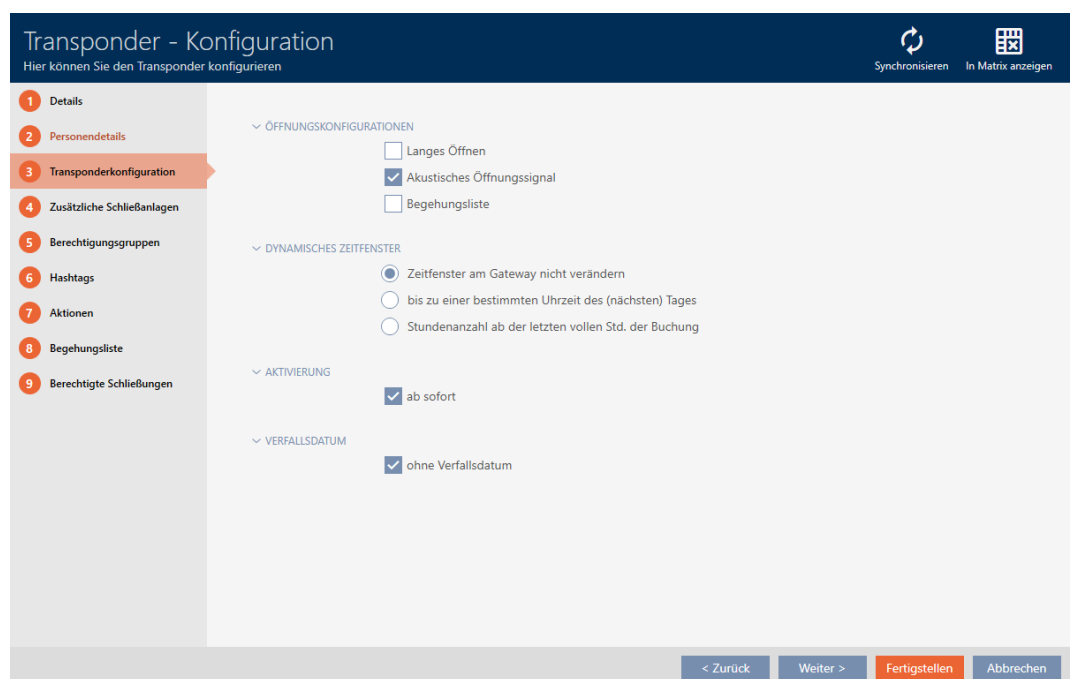 Transponder - Konfiguration
Hier können Sie den Transponder konfigurieren
Synchronisieren
In Matrix anzeigen
1 Details
2 Personendetails
3 Transponderkonfiguration
4 Zusätzliche Schließanlagen
5 Berechtigungsgruppen
6 Hashtags
7 Aktionen
8 Begehungsliste
9 Berechtigte Schließungen
ÖFFNUNGSKONFIGURATIONEN
Langes Öffnen
Akustisches Öffnungssignal
Begehungsliste
DYNAMISCHES ZEITFENSTER
Zeitfenster am Gateway nicht verändern
bis zu einer bestimmten Uhrzeit des (nächsten) Tages
Stundenanzahl ab der letzten vollen Std. der Buchung
AKTIVIERUNG
ab sofort
VERFALLSDATUM
ohne Verfallsdatum
< Zurück
Weiter >
Fertigstellen
Abbrechen